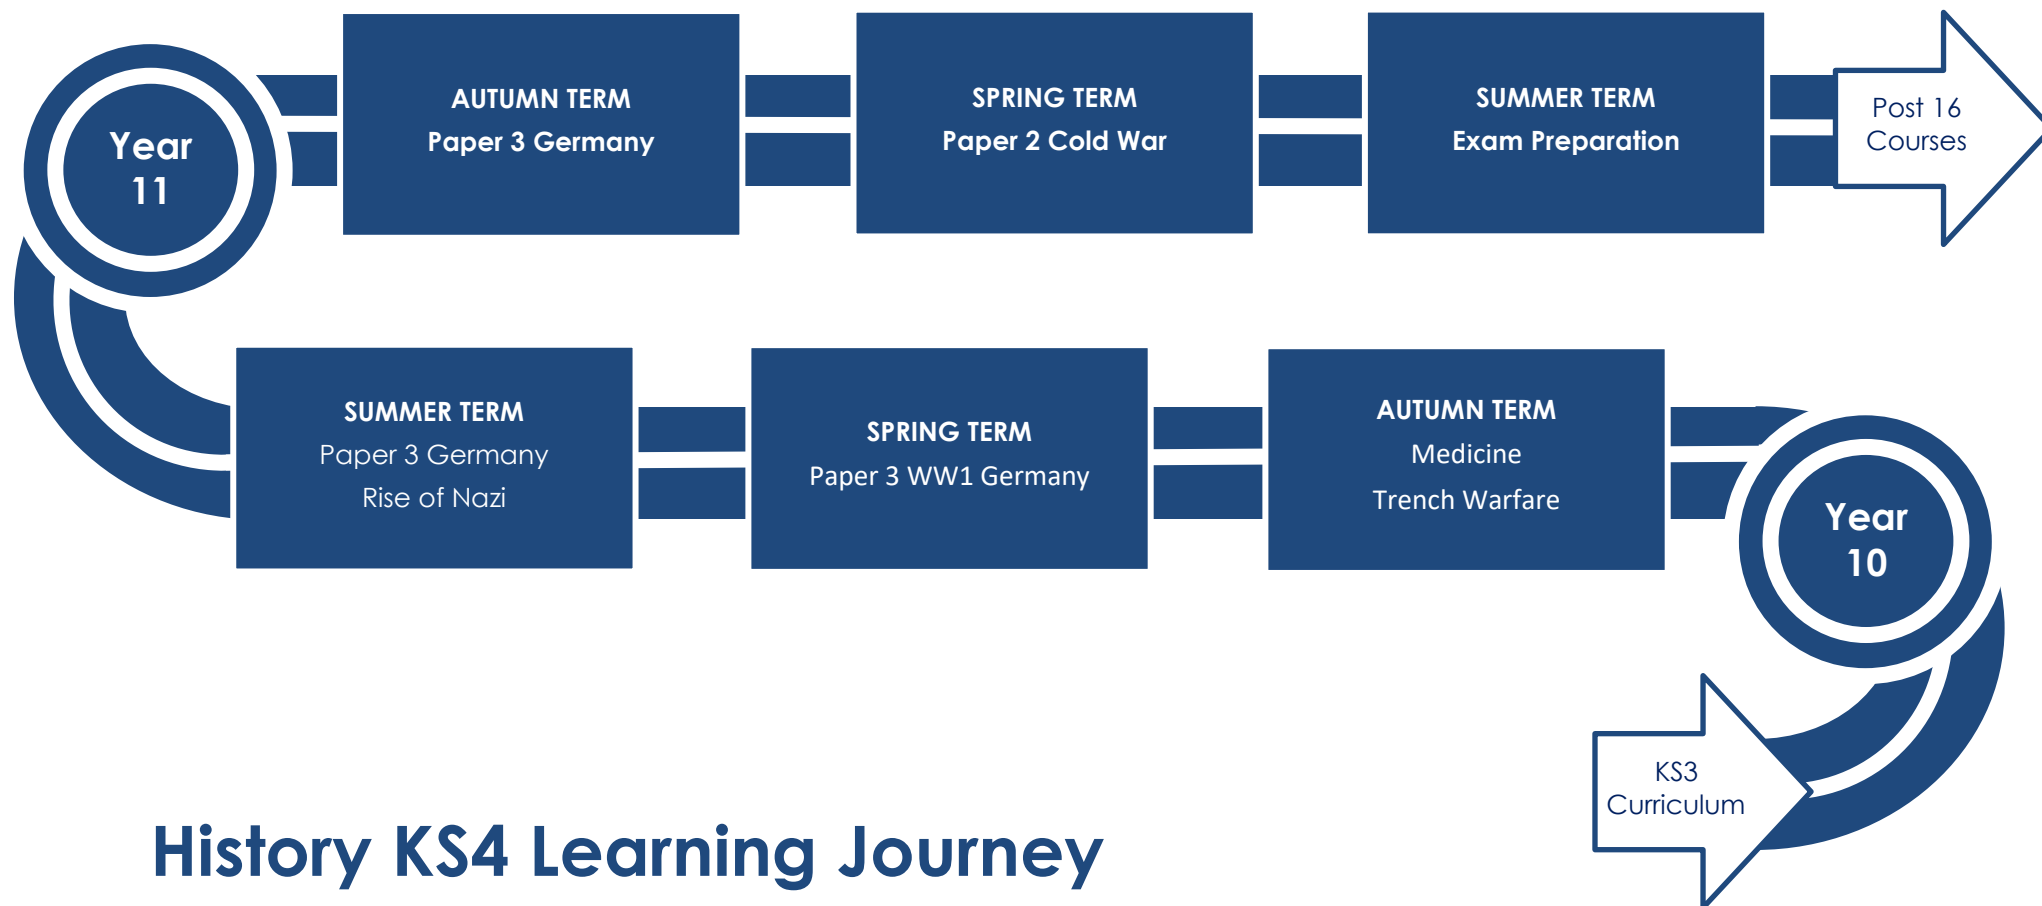 Year
11
AUTUMN TERM
Paper 3 Germany
SPRING TERM
Paper 2 Cold War
SUMMER TERM
Exam Preparation
Post 16
Courses
SUMMER TERM
Paper 3 Germany
Rise of Nazi
SPRING TERM
Paper 3 WW1 Germany
AUTUMN TERM
Medicine
Trench Warfare
Year
10
KS3
Curriculum
History KS4 Learning Journey